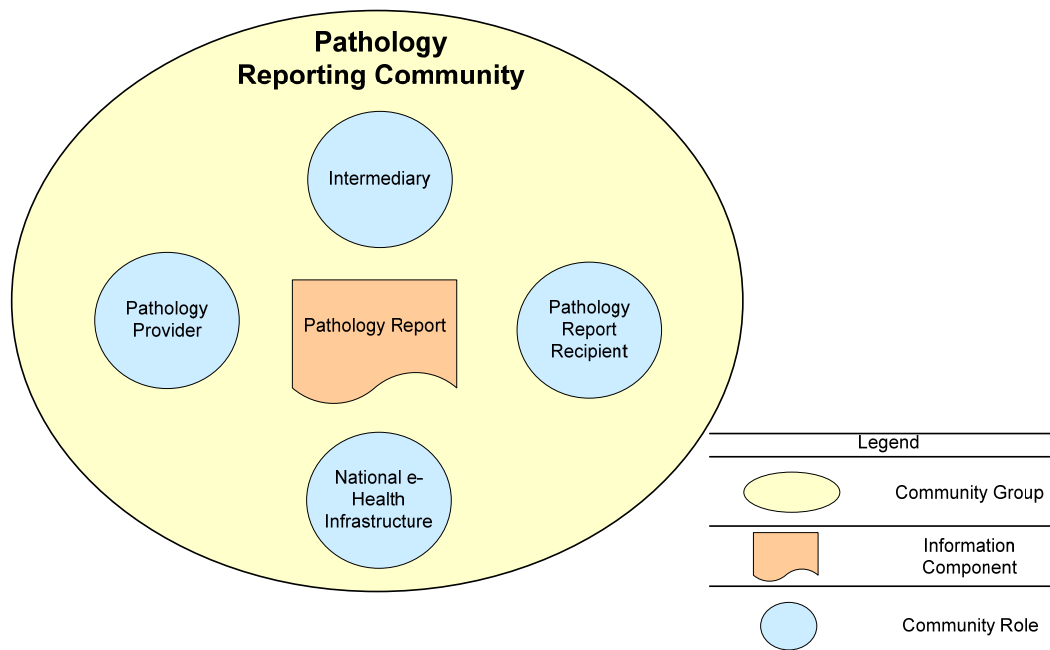 Pathology
Reporting Community
Intermediary
Pathology
Provider
Pathology Report
Pathology
Report
Recipient
National e-
Health
Infrastructure
Legend
Community Group
Information
Component
Community Role